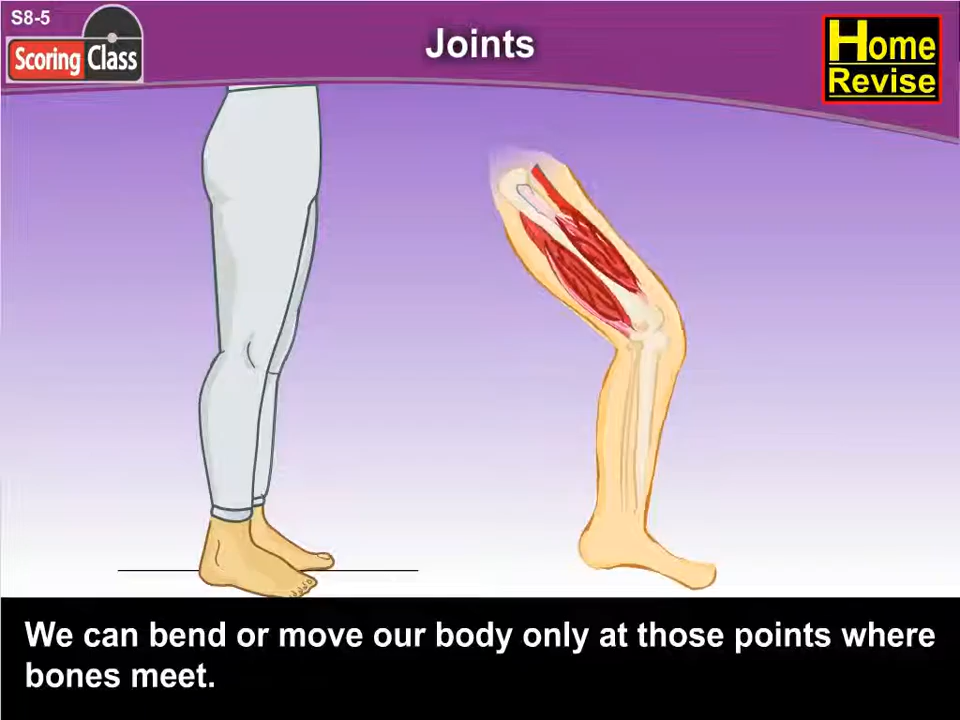 S8-5
Scoring Class
Joints
Home
Revise
We can bend or move our body only at those points where
bones meet.